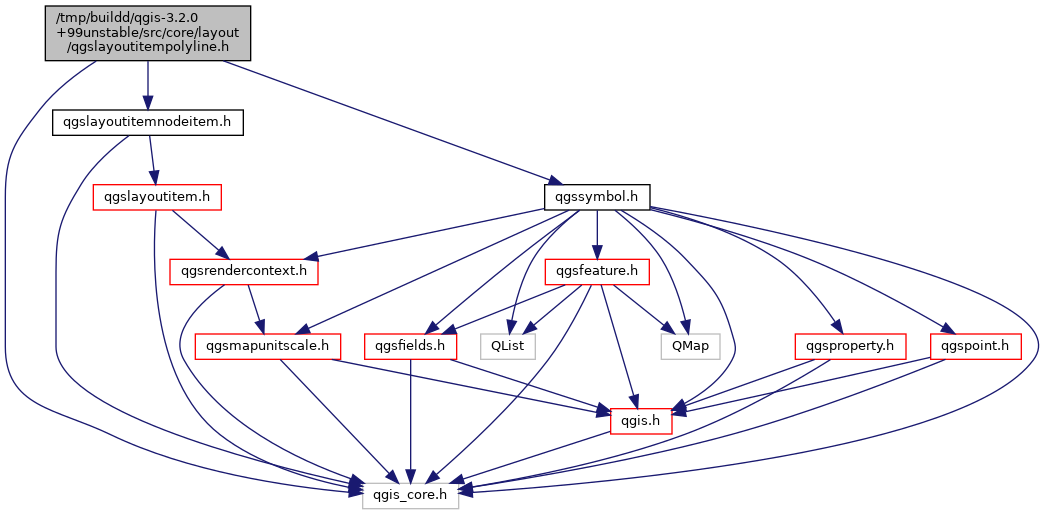 /tmp/buildd/qgis-3.2.0
+99unstable/src/core/layout
/qgslayoutitempolyline.h
qgslayoutitemnodeitem.h
qgslayoutitem.h
qgssymbol.h
qgsrendercontext.h
qgsfeature.h
qgsmapunitscale.h
qgsfields.h
QList
QMap
qgsproperty.h
qgspoint.h
qgis.h
qgis_core.h